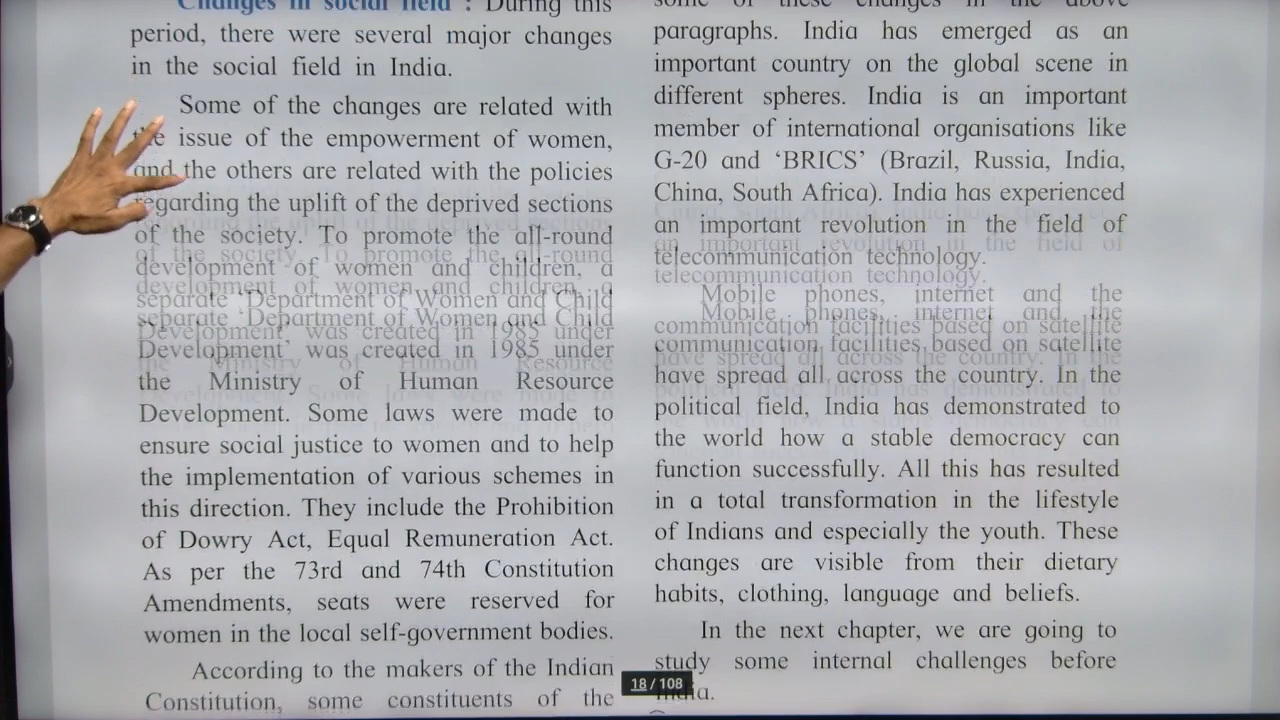 Changes in social field : During this
period, there were several major changes
in the social field in India.
Some of the changes are related with
the issue of the empowerment of women,
and the others are related with the policies
regarding the uplift of the deprived sections
of the society. To promote the all-round
development of women and children, a
separate ‘Department of Women and Child
Development’ was created in 1985 under
the Ministry of Human Resource
Development. Some laws were made to
ensure social justice to women and to help
the implementation of various schemes in
this direction. They include the Prohibition
of Dowry Act, Equal Remuneration Act.
As per the 73rd and 74th Constitution
Amendments, seats were reserved for
women in the local self-government bodies.
According to the makers of the Indian
Constitution, some constituents of the
some of these changes in the above
paragraphs. India has emerged as an
important country on the global scene in
different spheres. India is an important
member of international organisations like
G-20 and ‘BRICS’ (Brazil, Russia, India,
China, South Africa). India has experienced
an important revolution in the field of
telecommunication technology.
Mobile phones, internet and the
communication facilities based on satellite
have spread all across the country. In the
political field, India has demonstrated to
the world how a stable democracy can
function successfully. All this has resulted
in a total transformation in the lifestyle
of Indians and especially the youth. These
changes are visible from their dietary
habits, clothing, language and beliefs.
In the next chapter, we are going to
study some internal challenges before
India.
18 / 108